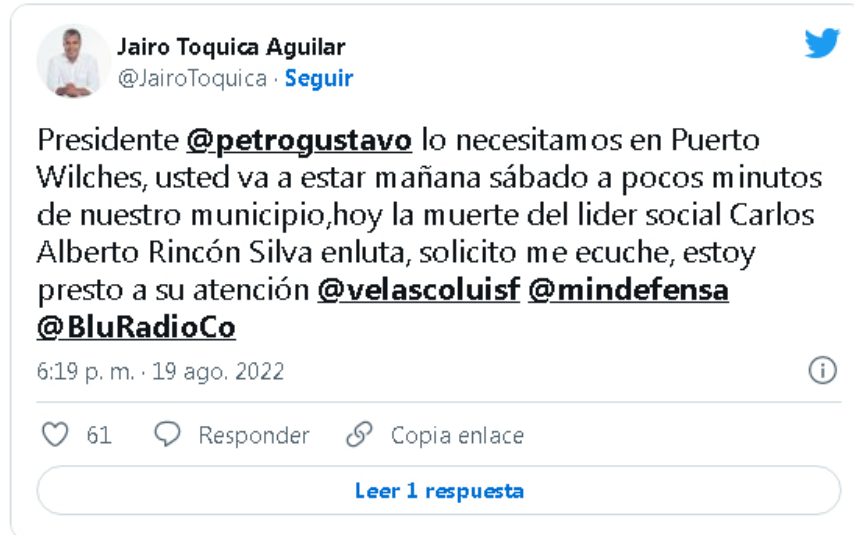 Jairo Toquica Aguilar
@JairoToquica · Seguir
Presidente @petrogustavo lo necesitamos en Puerto
Wilches, usted va a estar mañana sábado a pocos minutos
de nuestro municipio,hoy la muerte del lider social Carlos
Alberto Rincón Silva enluta, solicito me ecuche, estoy
presto a su atención @velascoluisf @mindefensa
@BluRadioCo
6:19 p. m. · 19 ago. 2022
61 Responder Copia enlace
Leer 1 respuesta